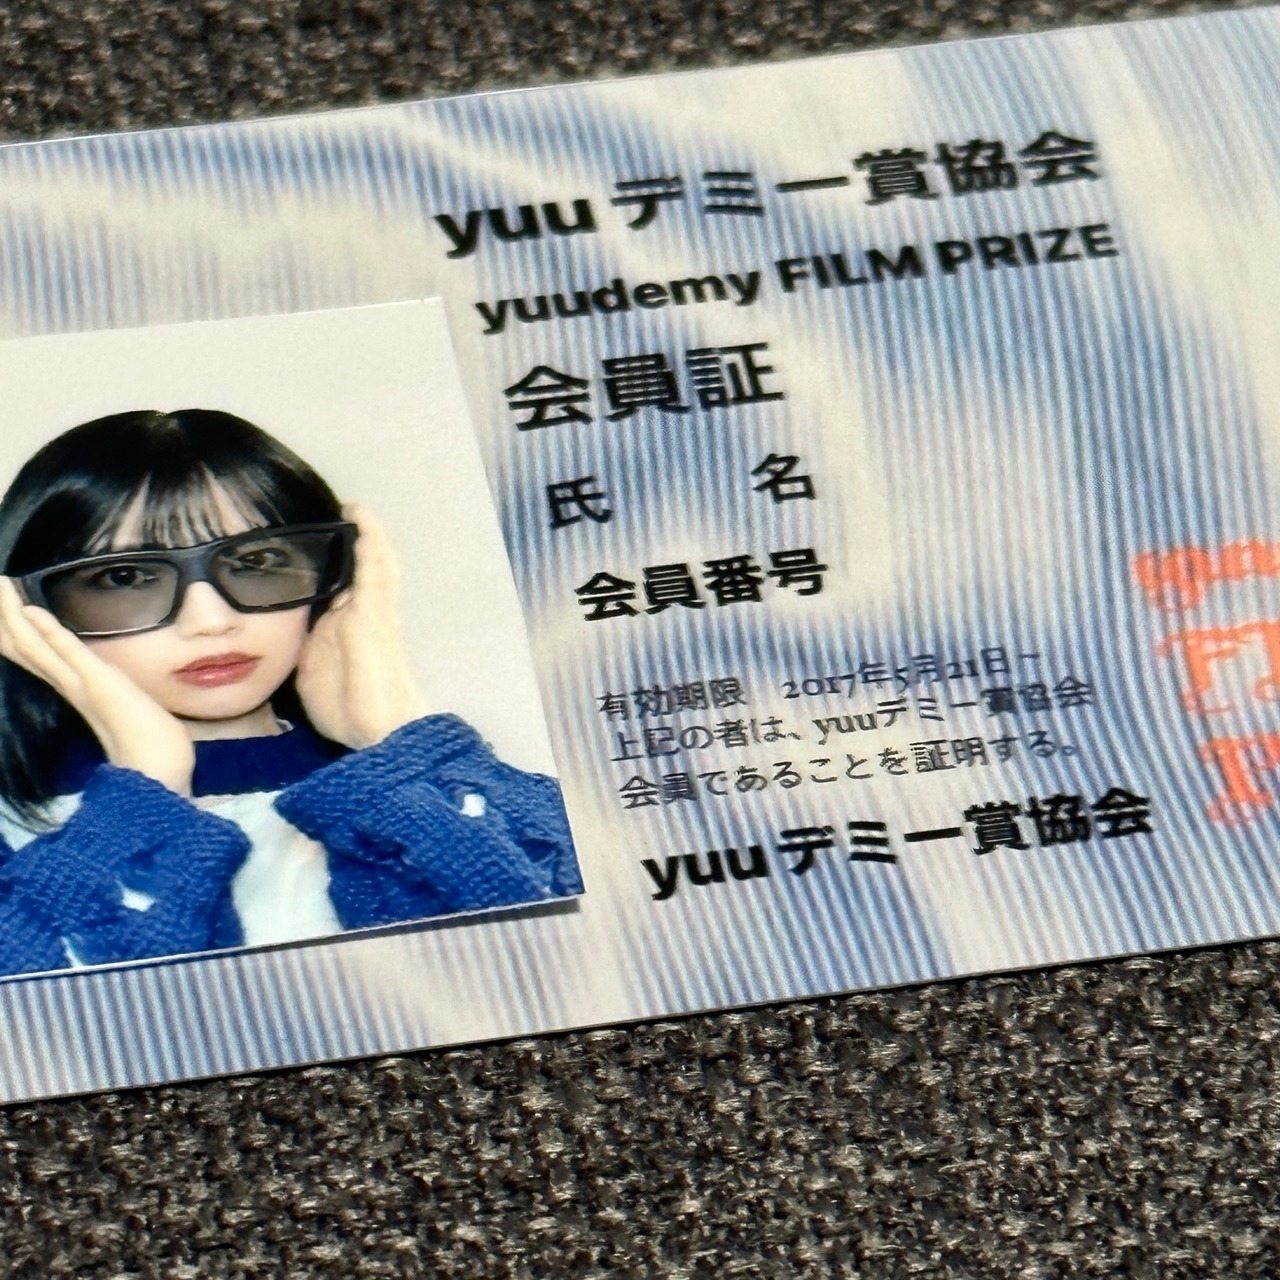 yuuデミー賞協会
yuudemy FILM PRIZE
会員証
氏 名
会員番号
有効期限 2017年5月21日~
上記の者は、yuuデミー賞協会
会員であることを証明する。
yuuデミー賞協会